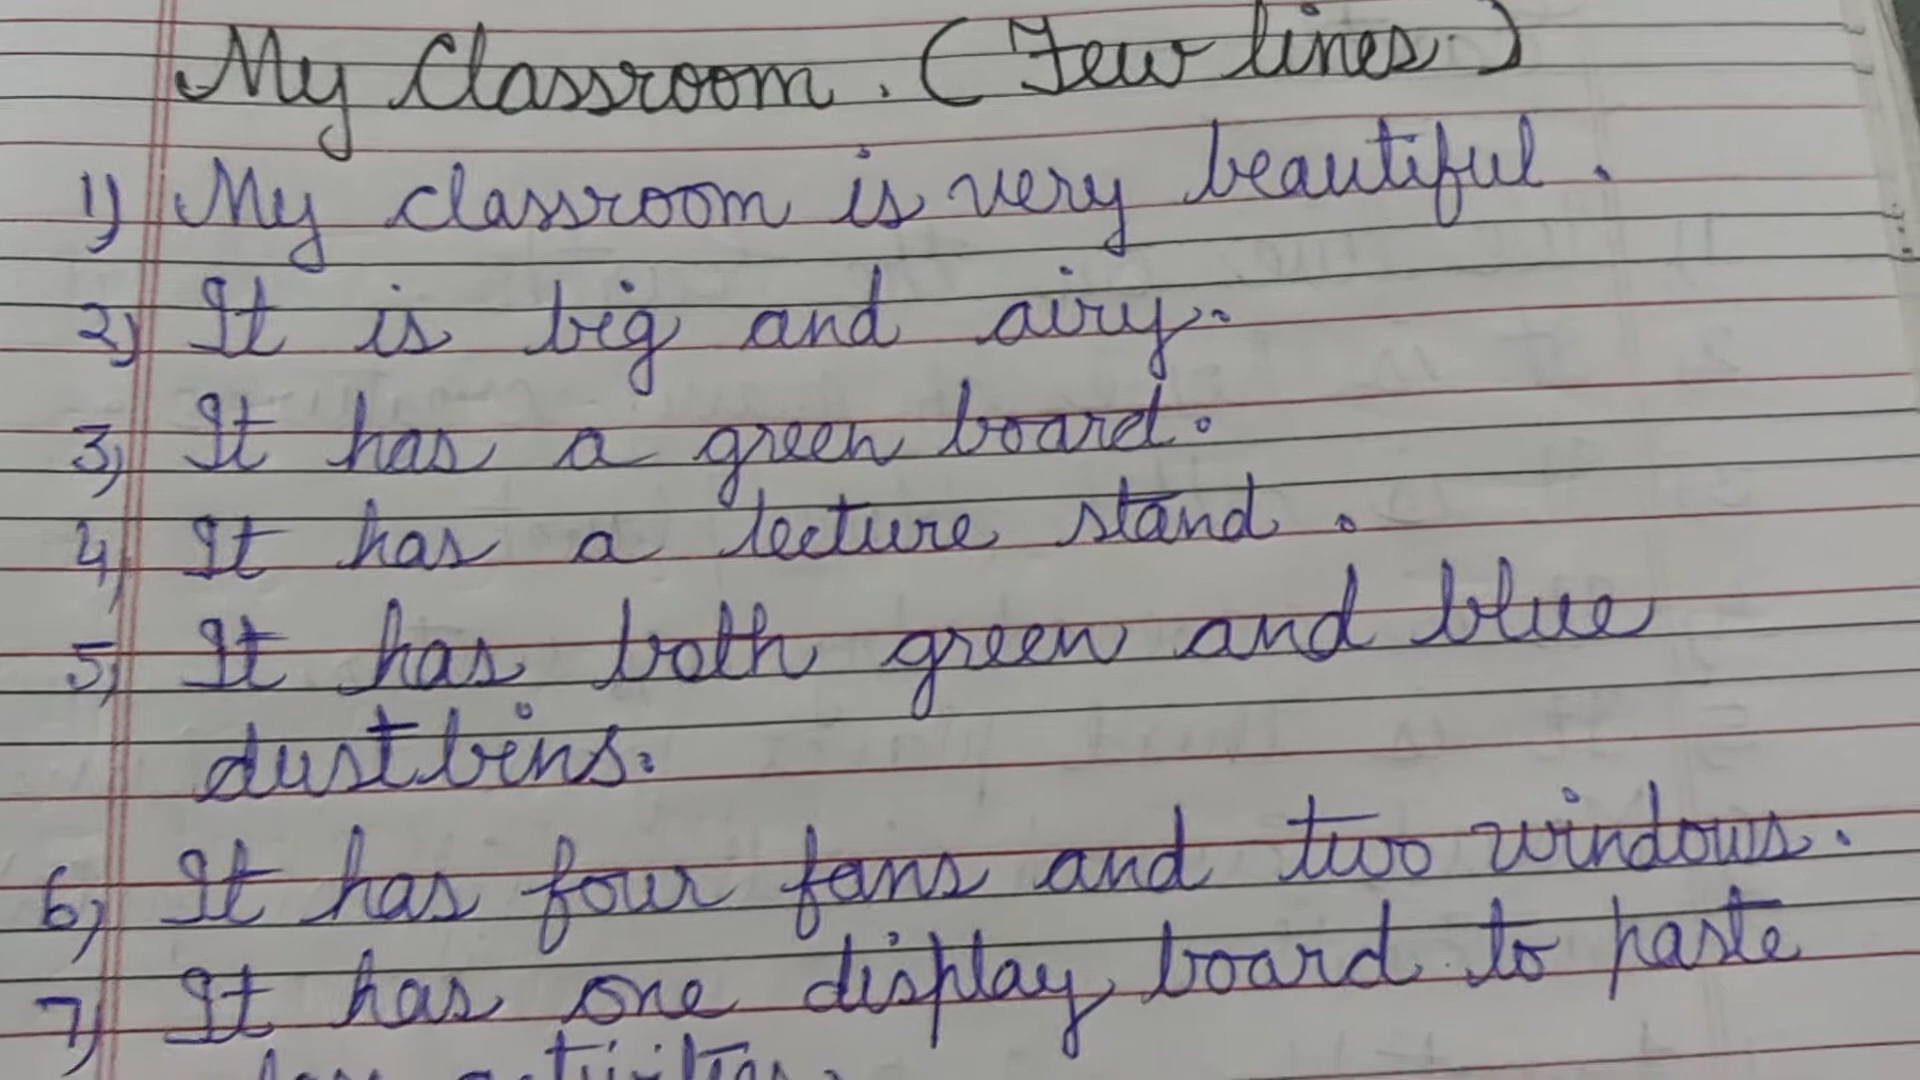 My Classroom. (Few lines.)
1) My classroom is very beautiful.
2) It is big and airy.
3) It has a green board.
4) It has a lecture stand.
5) It has both green and blue
dustbins.
6) It has four fans and two windows.
7) It has one display board to paste
activities.